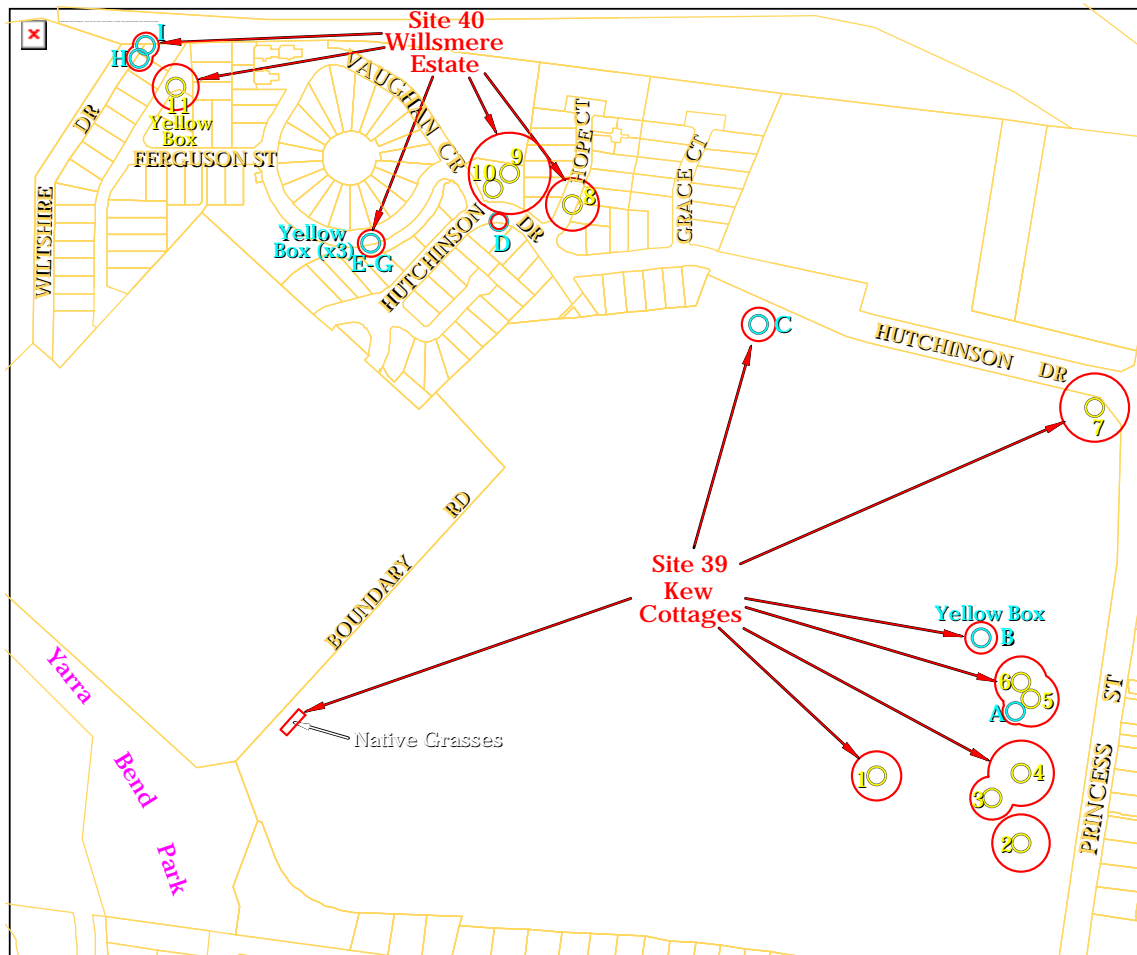 Site 40
Willsmere
Estate
I
H
11
Yellow
Box
DR
WILTSHIRE
FERGUSON ST
VAUGHAN CR
HOPE CT
GRACE CT
9
10
8
D
HUTCHINSON DR
Yellow
Box (x3)
E-G
C
HUTCHINSON DR
7
BOUNDARY RD
Site 39
Kew
Cottages
Yellow Box
B
6
5
A
4
3
1
2
PRINCESS ST
Native Grasses
Yarra
Bend
Park